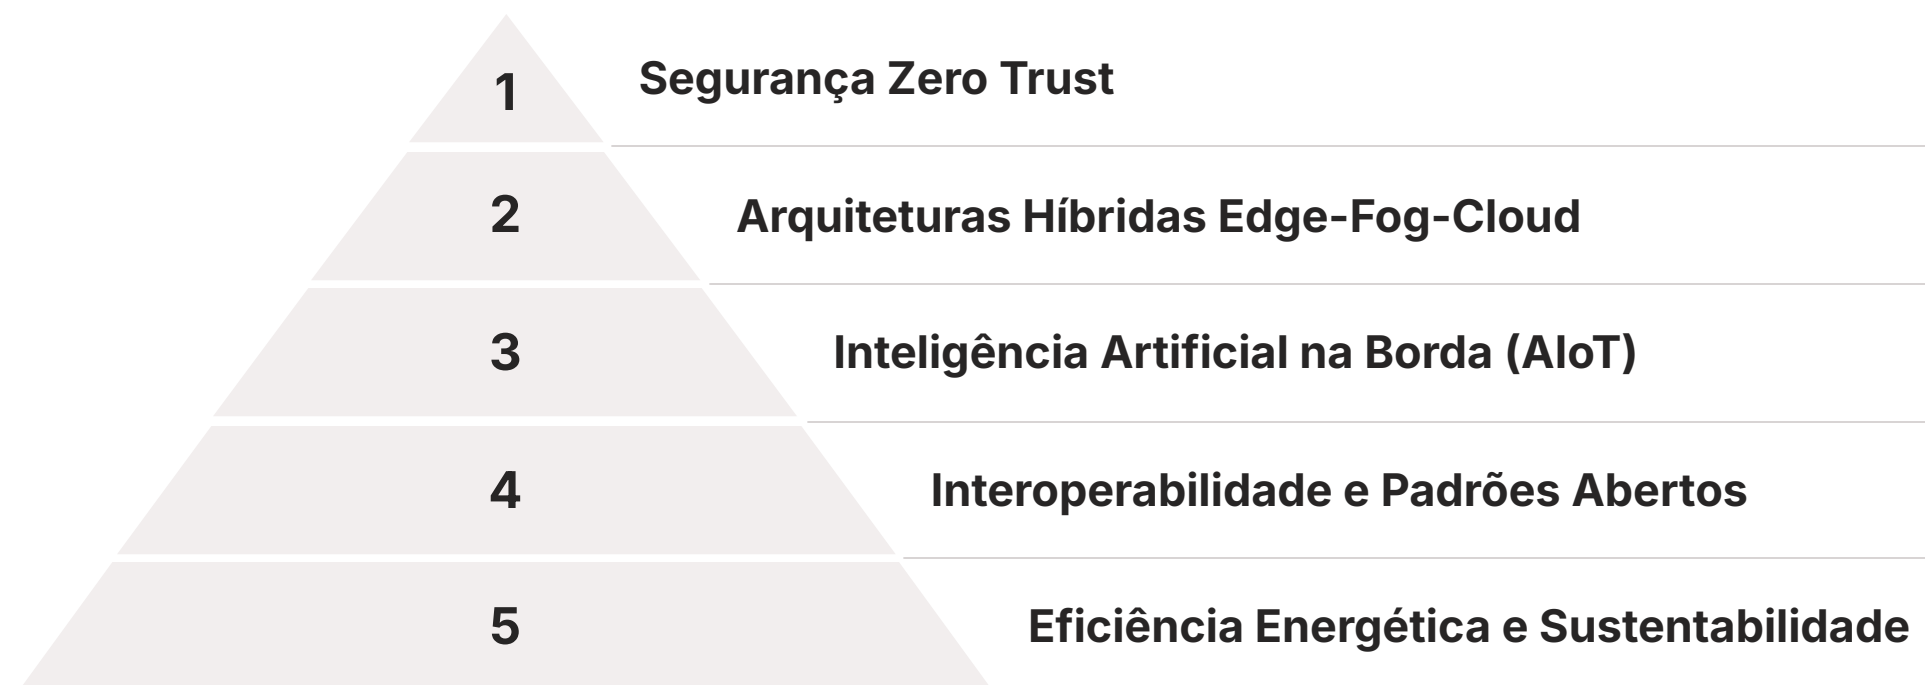 1
Segurança Zero Trust
2
Arquiteturas Híbridas Edge-Fog-Cloud
3
Inteligência Artificial na Borda (AIoT)
4
Interoperabilidade e Padrões Abertos
5
Eficiência Energética e Sustentabilidade